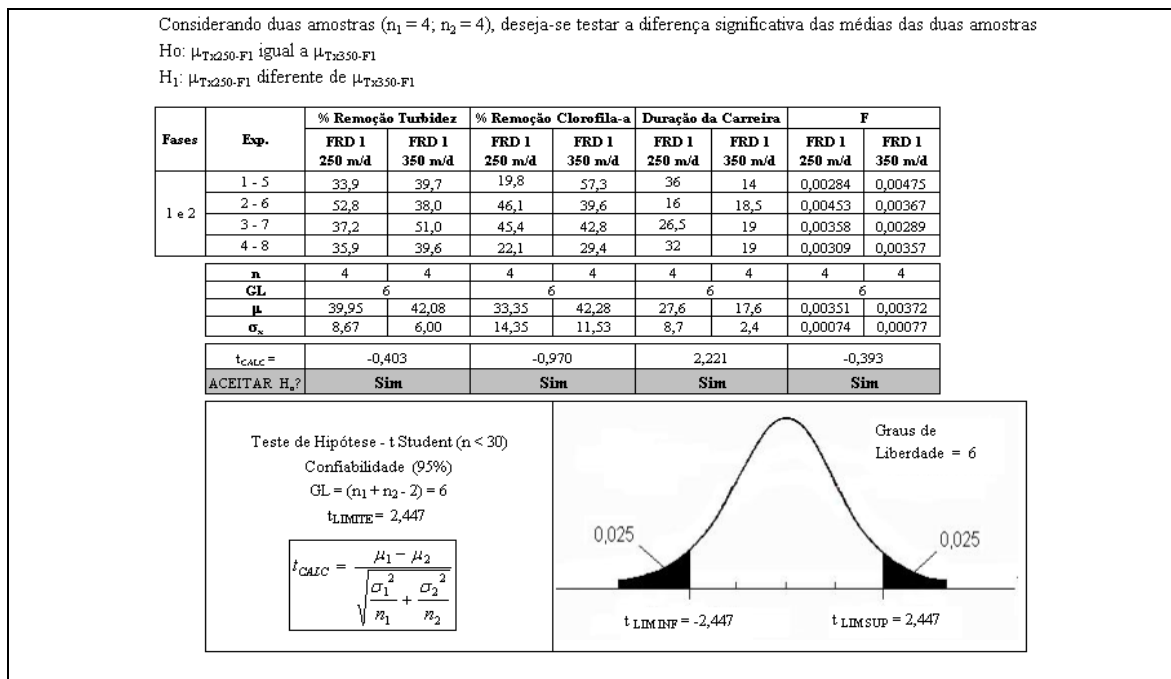 Considerando duas amostras (n1 = 4; n2 = 4), deseja-se testar a diferença significativa das médias das duas amostras
Ho: μTx250-F1 igual a μTx350-F1
H1: μTx250-F1 diferente de μTx350-F1
Fases Exp. % Remoção Turbidez % Remoção Clorofila-a Duração da Carreira F
FRD 1 250 m/d FRD 1 350 m/d FRD 1 250 m/d FRD 1 350 m/d FRD 1 250 m/d FRD 1 350 m/d FRD 1 250 m/d FRD 1 350 m/d
1 e 2
1 - 5 33,9 39,7 19,8 57,3 36 14 0,00284 0,00475
2 - 6 52,8 38,0 46,1 39,6 16 18,5 0,00453 0,00367
3 - 7 37,2 51,0 45,4 42,8 26,5 19 0,00358 0,00289
4 - 8 35,9 39,6 22,1 29,4 32 19 0,00309 0,00357
n 4 4 4 4 4 4 4 4
GL 6 6 6 6
μ 39,95 42,08 33,35 42,28 27,6 17,6 0,00351 0,00372
σx 8,67 6,00 14,35 11,53 8,7 2,4 0,00074 0,00077
tCALC = -0,403 -0,970 2,221 -0,393
ACEITAR Ho? Sim Sim Sim Sim
Teste de Hipótese - t Student (n < 30)
Confiabilidade (95%)
GL = (n1 + n2 - 2) = 6
tLIMITE = 2,447
tCALC = (μ1 − μ2) / √(σ1²/n1 + σ2²/n2)
Graus de
Liberdade = 6
0,025
0,025
t LIM INF = -2,447
t LIM SUP = 2,447